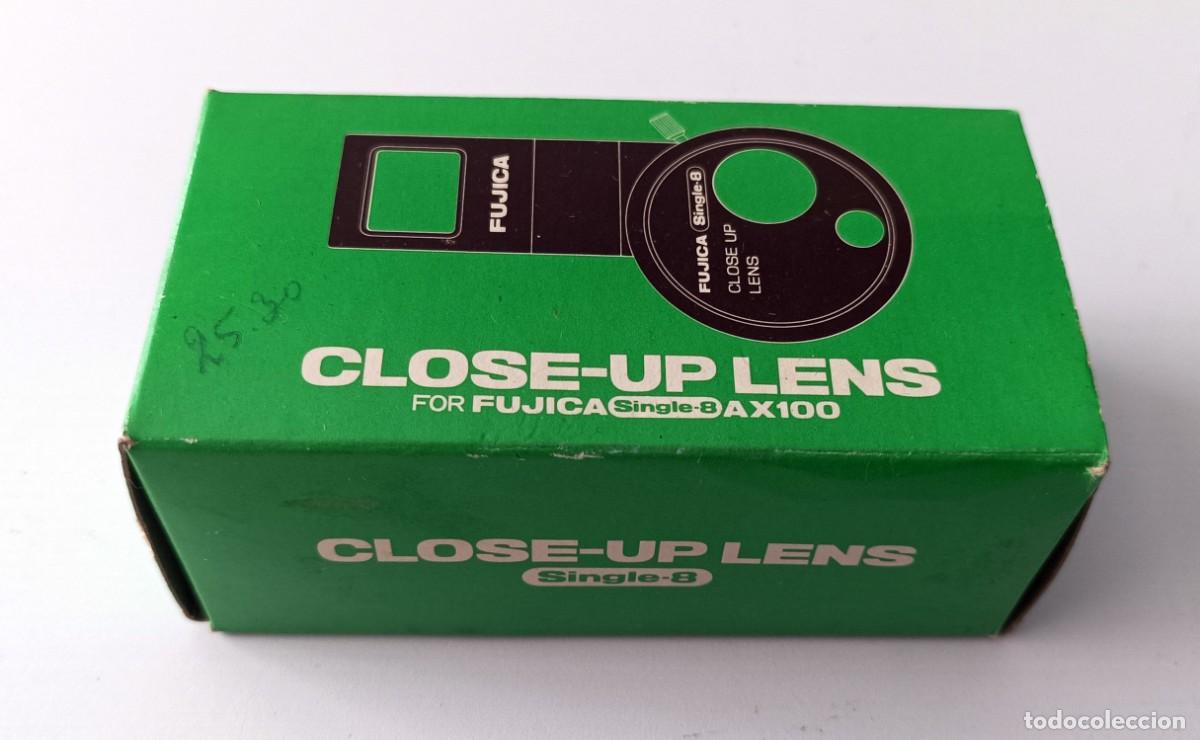 FUJICA
FUJICA Single-8
CLOSE UP
LENS
25.30
CLOSE-UP LENS
FOR FUJICA Single-8 AX100
CLOSE-UP LENS
Single-8
todocoleccion